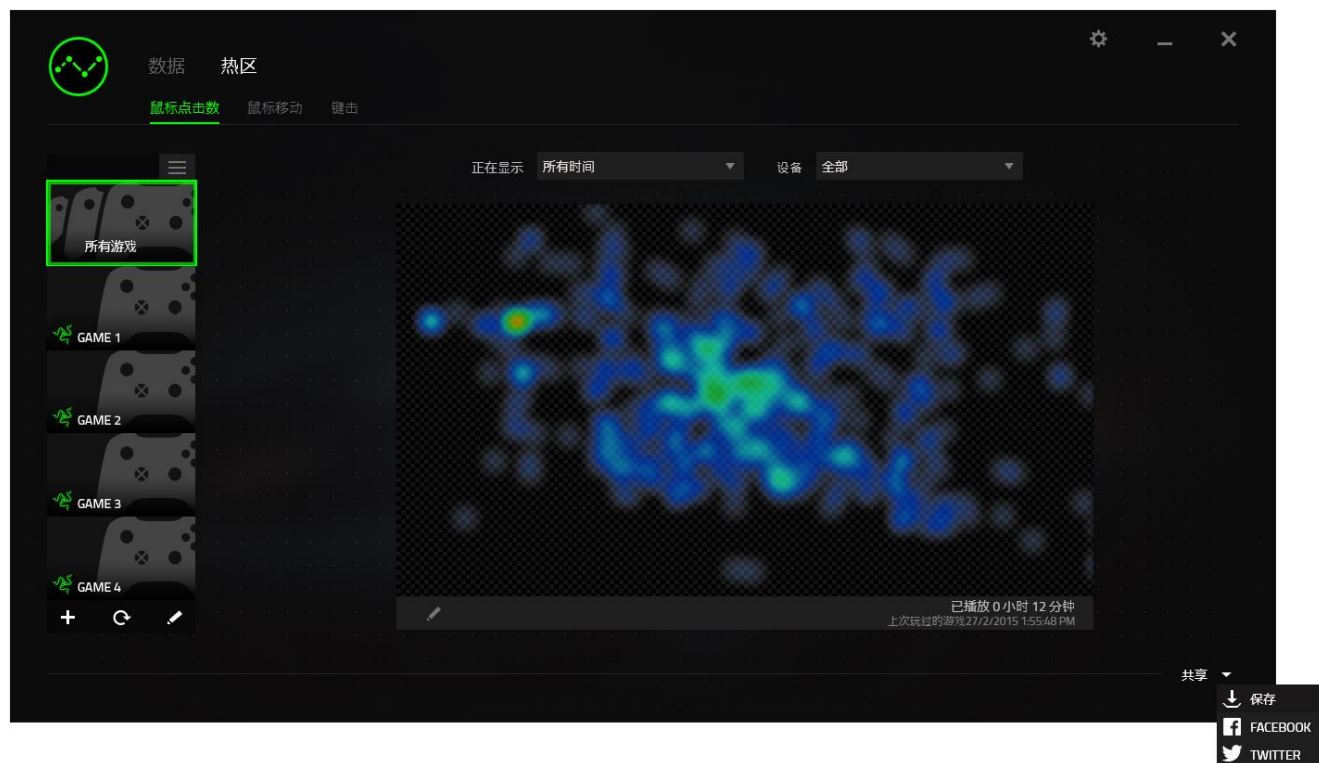 数据 热区
鼠标点击数 鼠标移动 键击
正在显示 所有时间 设备 全部
所有游戏
GAME 1
GAME 2
GAME 3
GAME 4
已播放 0 小时 12 分钟
上次玩过的游戏27/2/2015 1:55:48 PM
共享
保存
FACEBOOK
TWITTER